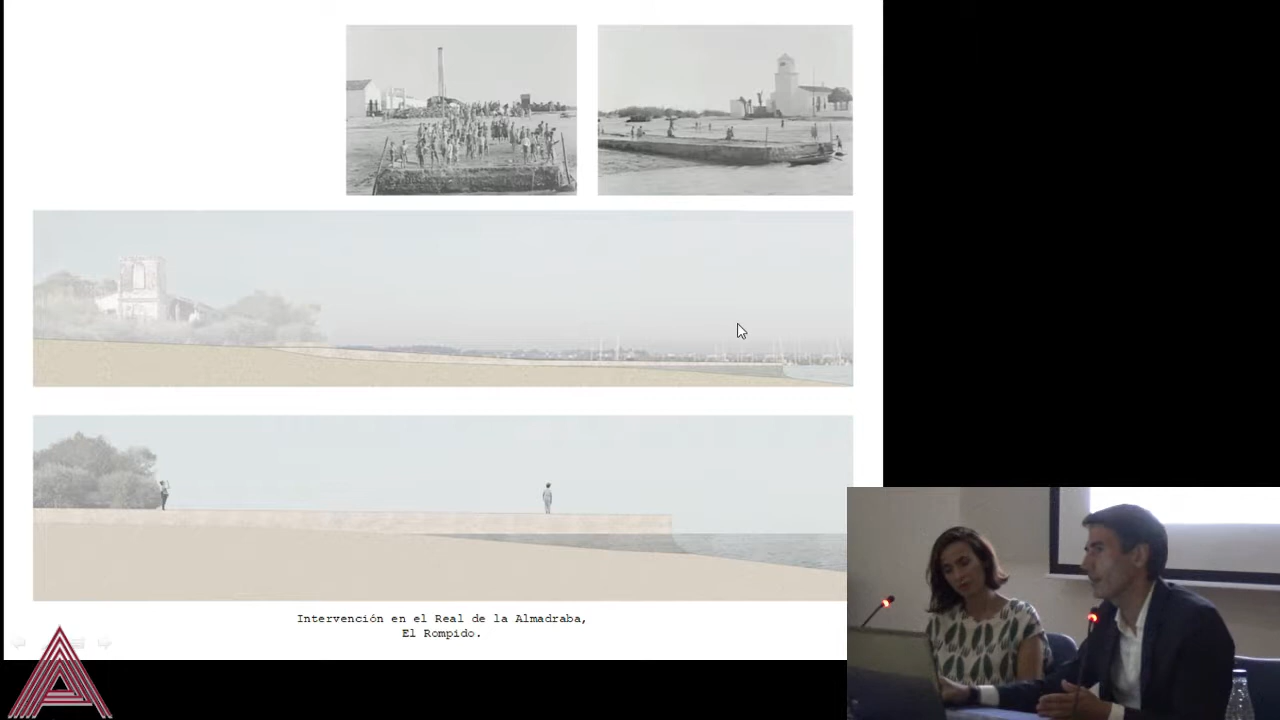 Intervención en el Real de la Almadraba,
El Rompido.